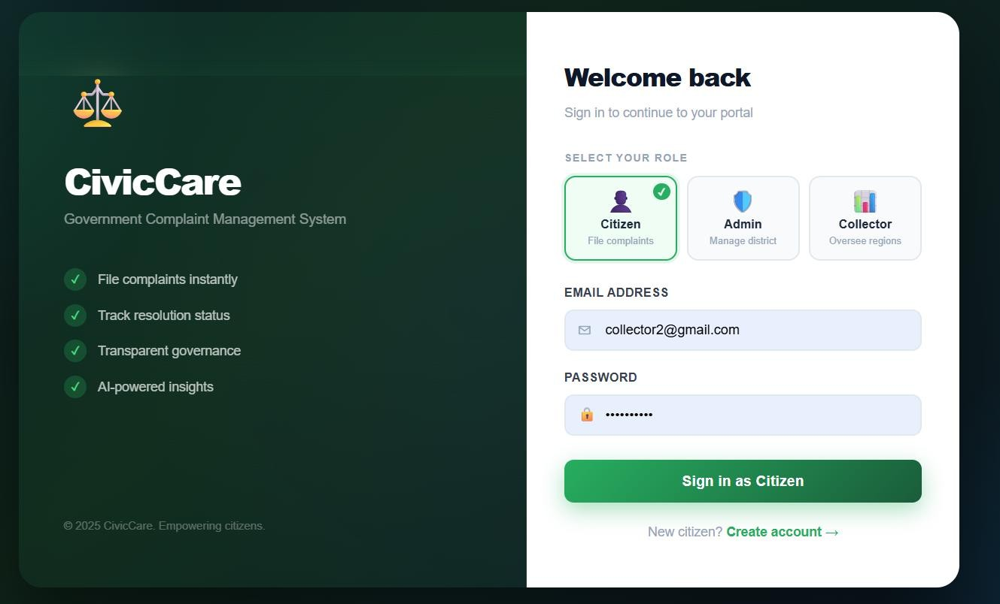 CivicCare
Government Complaint Management System
File complaints instantly
Track resolution status
Transparent governance
AI-powered insights
© 2025 CivicCare. Empowering citizens.
Welcome back
Sign in to continue to your portal
SELECT YOUR ROLE
Citizen
File complaints
Admin
Manage district
Collector
Oversee regions
EMAIL ADDRESS
collector2@gmail.com
PASSWORD
••••••••••
Sign in as Citizen
New citizen? Create account →